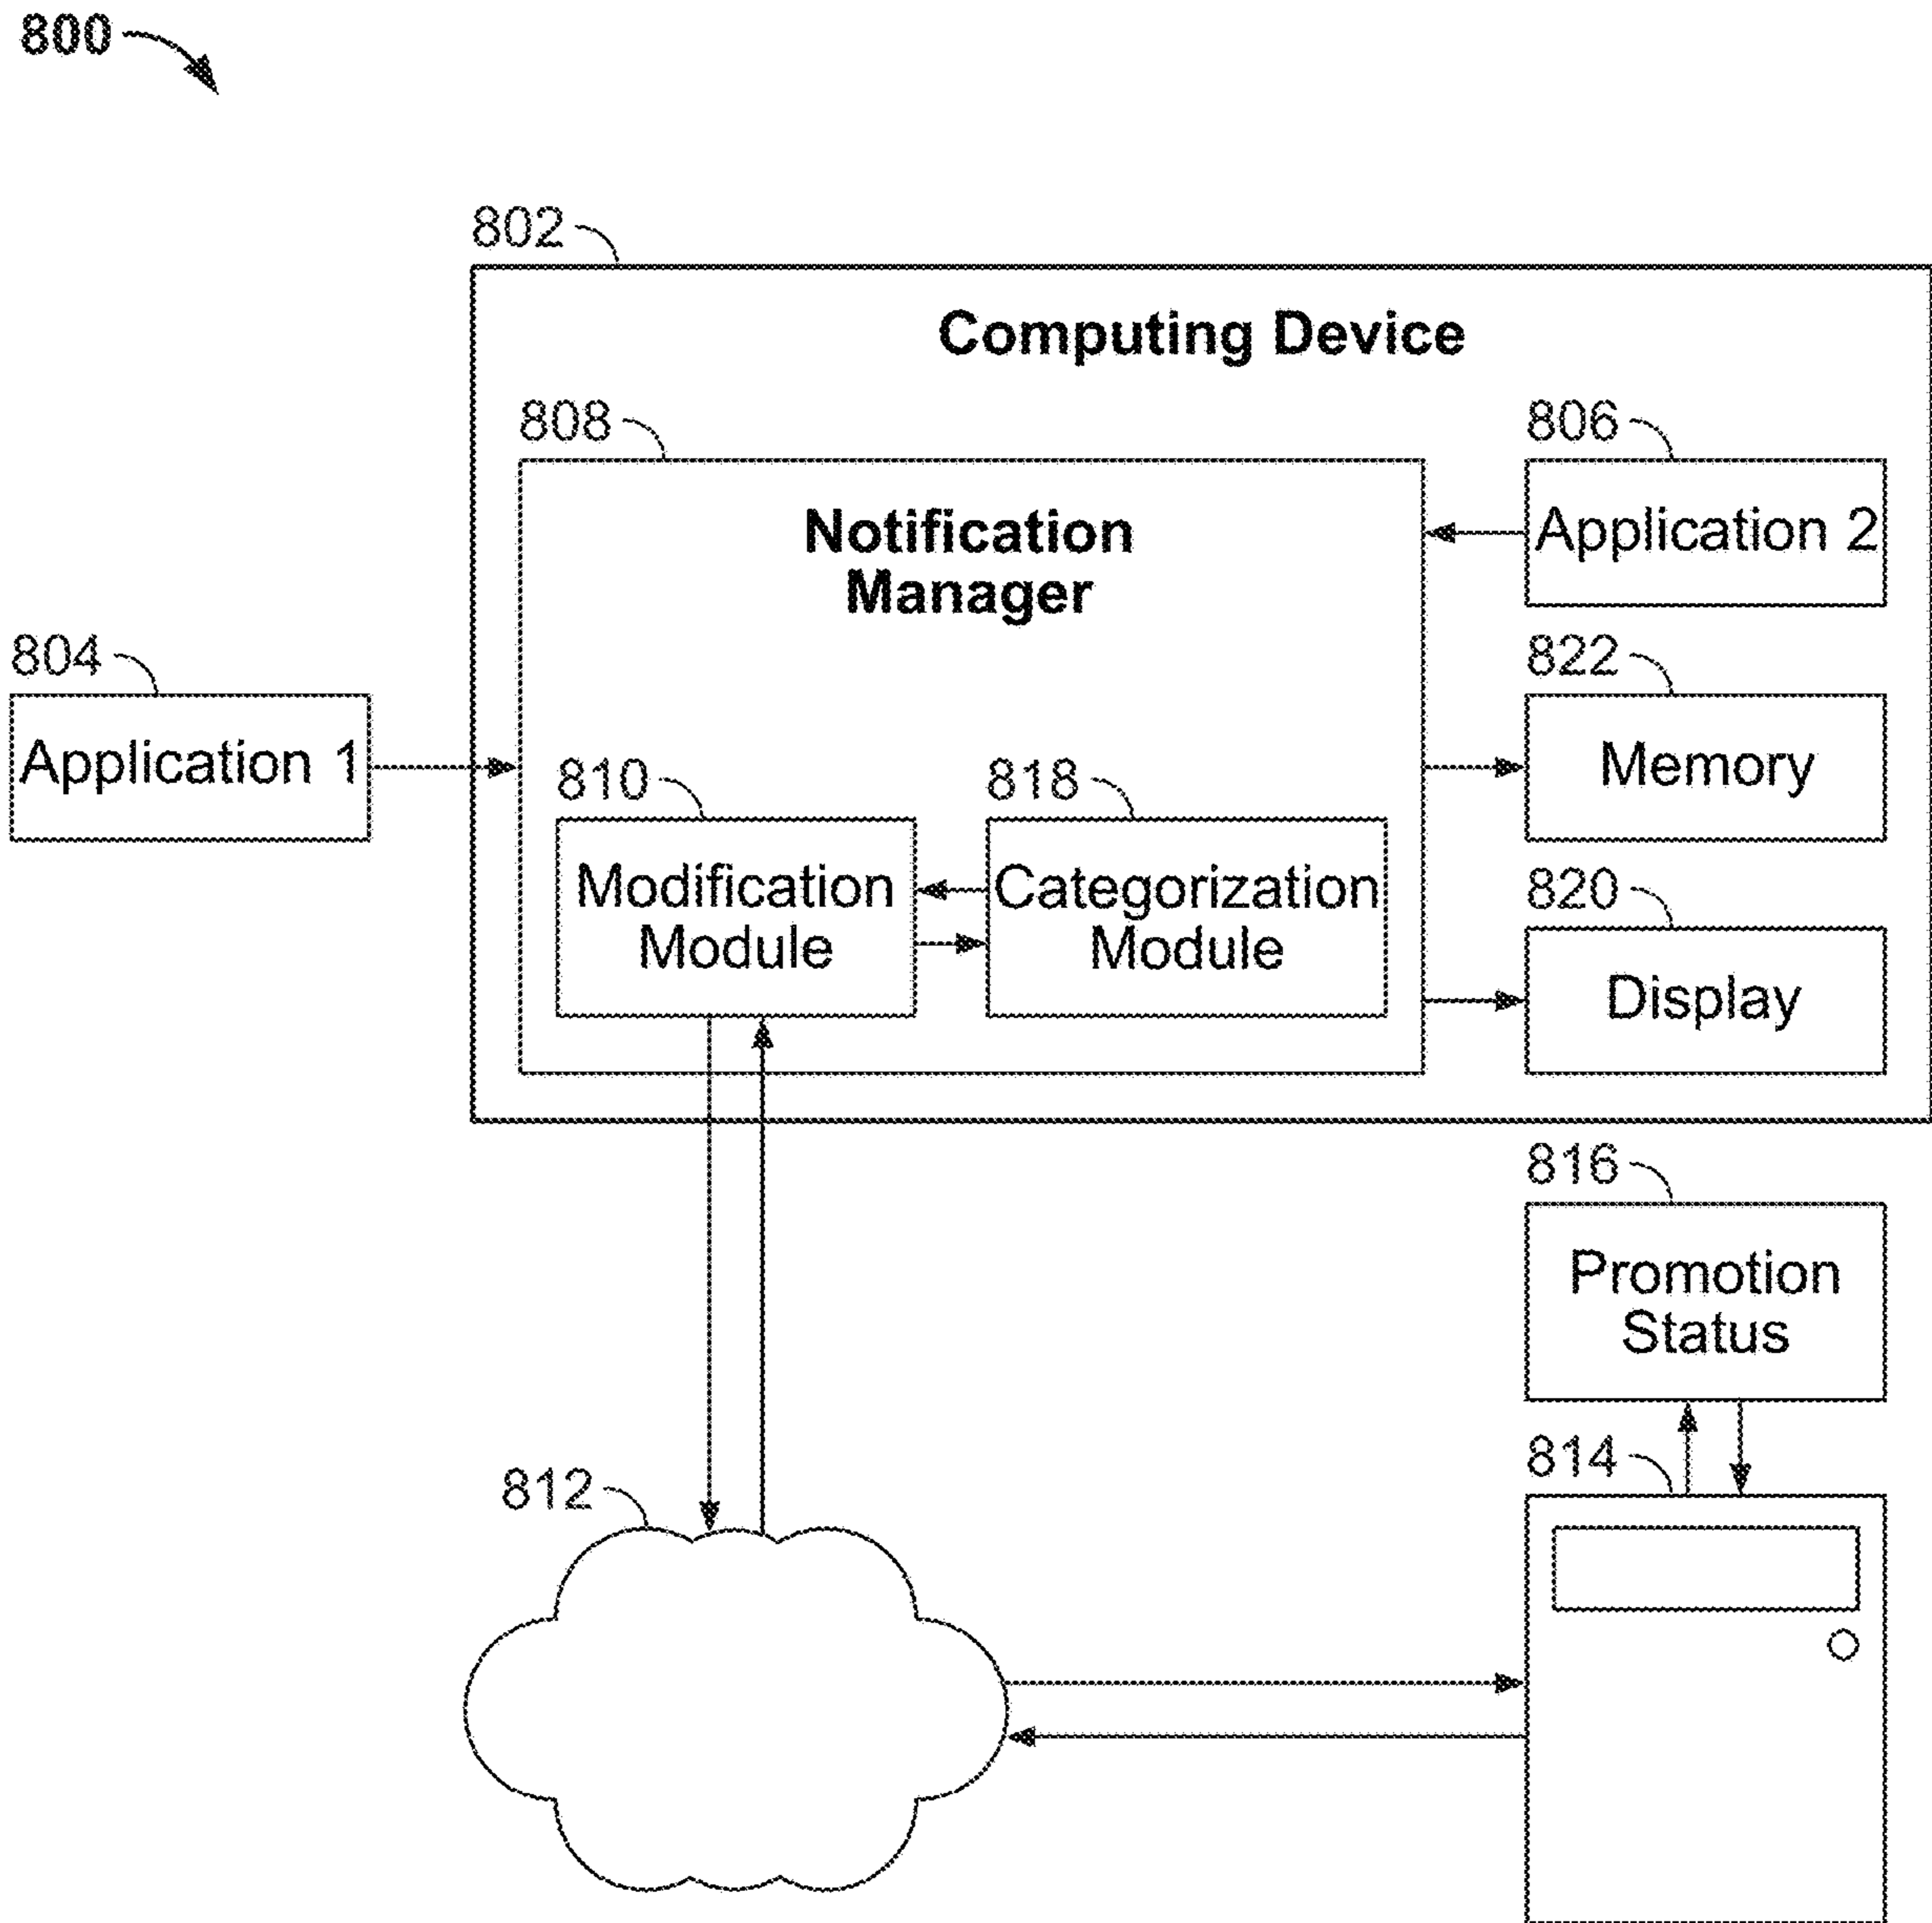 800
802
Computing Device
808
806
Notification
Manager
Application 2
804
822
Application 1
Memory
810
818
Modification
Module
Categorization
Module
820
Display
816
Promotion
Status
814
812